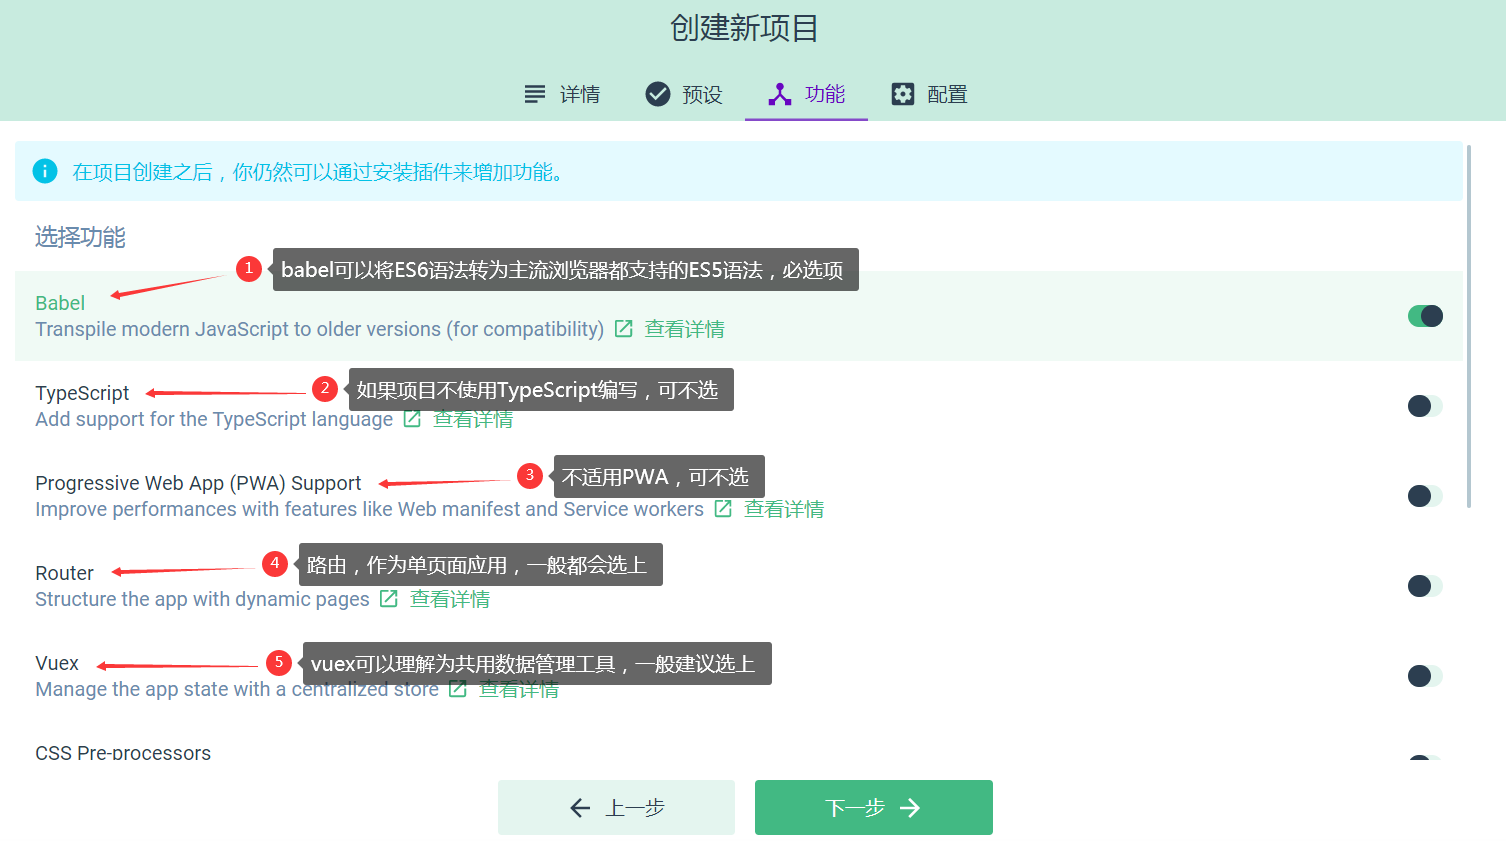 创建新项目
详情
预设
功能
配置
在项目创建之后，你仍然可以通过安装插件来增加功能。
选择功能
1 babel可以将ES6语法转为主流浏览器都支持的ES5语法，必选项
Babel
Transpile modern JavaScript to older versions (for compatibility) 查看详情
TypeScript
2 如果项目不使用TypeScript编写，可不选
Add support for the TypeScript language 查看详情
Progressive Web App (PWA) Support
3 不适用PWA，可不选
Improve performances with features like Web manifest and Service workers 查看详情
Router
4 路由，作为单页面应用，一般都会选上
Structure the app with dynamic pages 查看详情
Vuex
5 vuex可以理解为共用数据管理工具，一般建议选上
Manage the app state with a centralized store 查看详情
CSS Pre-processors
上一步
下一步